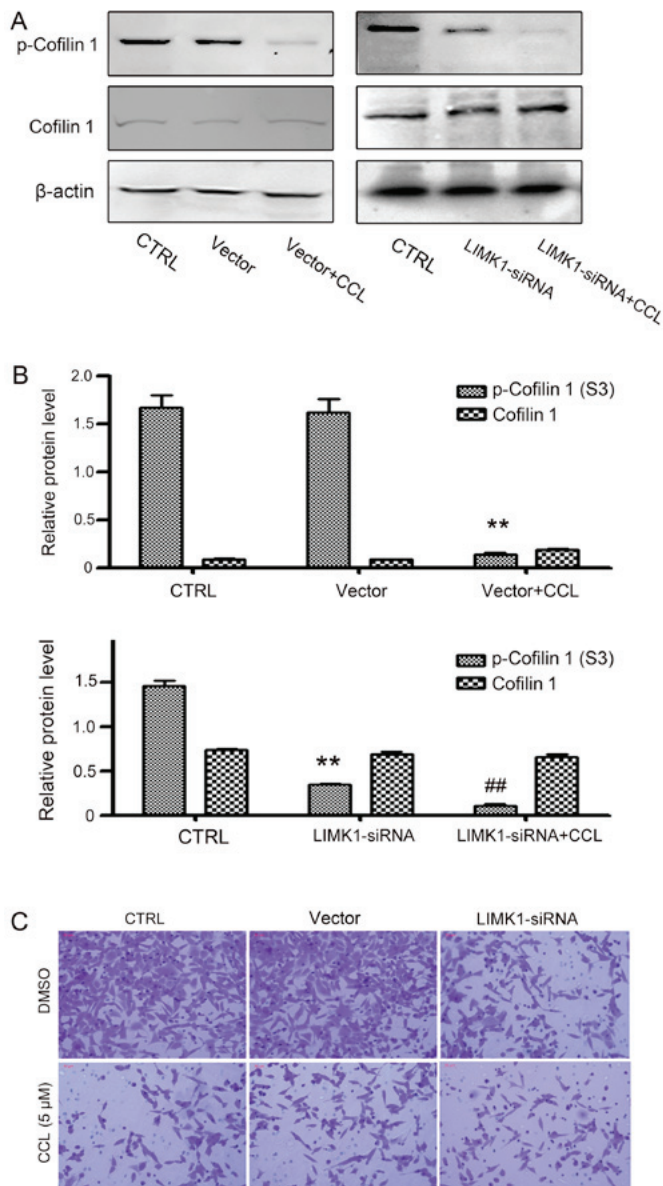 A
p-Cofilin 1
Cofilin 1
β-actin
CTRL
Vector
Vector+CCL
CTRL
LIMK1-siRNA
LIMK1-siRNA+CCL
B
Relative protein level
2.0
1.5
1.0
0.5
0
p-Cofilin 1 (S3)
Cofilin 1
**
CTRL Vector Vector+CCL
Relative protein level
1.5
1.0
0.5
0
p-Cofilin 1 (S3)
Cofilin 1
**
##
CTRL LIMK1-siRNA LIMK1-siRNA+CCL
C
CTRL Vector LIMK1-siRNA
DMSO
CCL (5 µM)